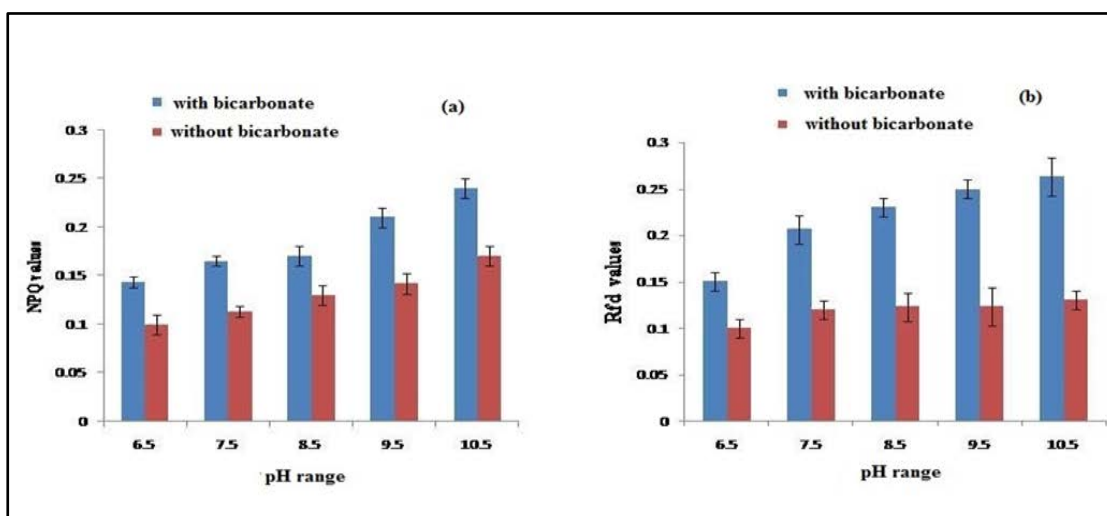 with bicarbonate
(a)
without bicarbonate
0.3
0.25
0.2
0.15
0.1
0.05
0
NPQ values
6.5 7.5 8.5 9.5 10.5
pH range
with bicarbonate
(b)
without bicarbonate
0.3
0.25
0.2
0.15
0.1
0.05
0
Rfd values
6.5 7.5 8.5 9.5 10.5
pH range